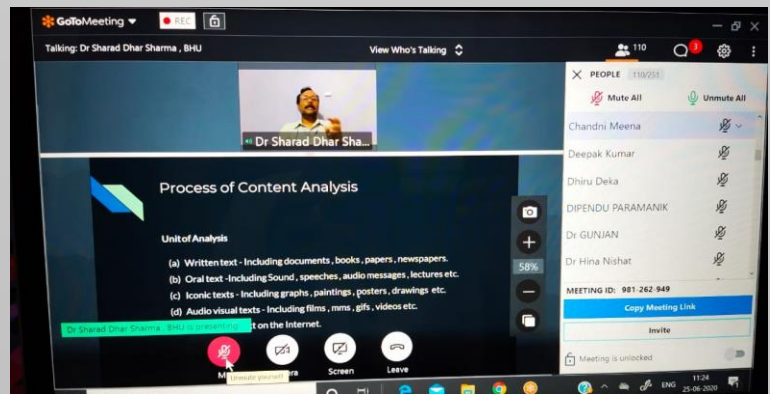 GoToMeeting
REC
Talking: Dr Sharad Dhar Sharma , BHU
View Who's Talking
110
3
Dr Sharad Dhar Sha...
Process of Content Analysis
Unit of Analysis
(a) Written text - Including documents, books, papers, newspapers.
(b) Oral text -Including Sound, speeches, audio messages, lectures etc.
(c) Iconic texts - Including graphs, paintings, posters, drawings etc.
(d) Audio visual texts - Including films, mms, gifs, videos etc.
Dr Sharad Dhar Sharma , BHU is presenting
t on the Internet.
58%
Unmute yourself
Screen
Leave
PEOPLE 110/251
Mute All
Unmute All
Chandni Meena
Deepak Kumar
Dhiru Deka
DIPENDU PARAMANIK
Dr GUNJAN
Dr Hina Nishat
MEETING ID: 981-262-949
Copy Meeting Link
Invite
Meeting is unlocked
ENG
11:24
25-06-2020